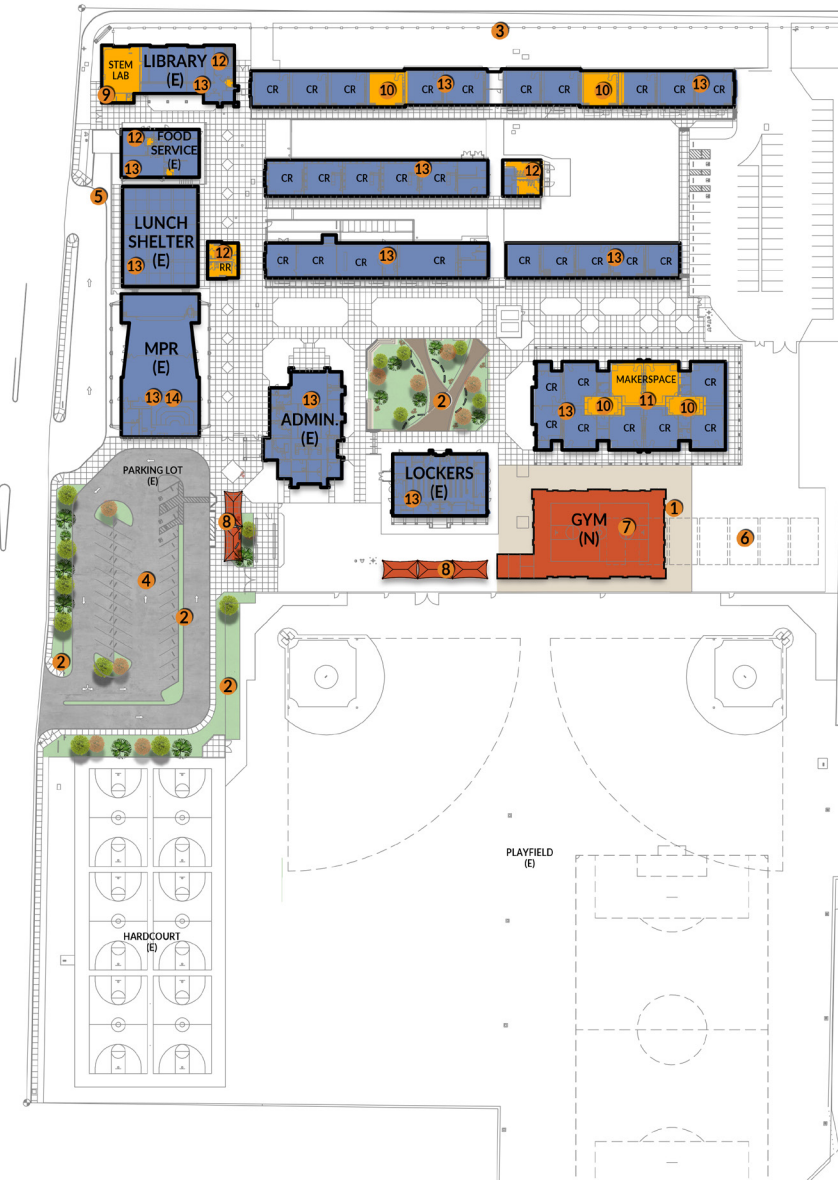 3
STEM
LAB
LIBRARY
(E)
12
13
9
CR
CR
10
CR
13
CR
CR
CR
10
CR
CR
13
CR
12
FOOD
SERVICE
(E)
13
CR
CR
CR
CR
13
CR
12
5
LUNCH
SHELTER
(E)
13
12
RR
CR
CR
CR
13
CR
CR
CR
CR
CR
13
CR
CR
MPR
(E)
13
14
13
ADMIN.
(E)
2
CR
MAKERSPACE
CR
13
10
11
10
CR
CR
CR
CR
CR
PARKING LOT
(E)
LOCKERS
(E)
13
8
1
GYM
(N)
7
6
8
4
2
2
2
PLAYFIELD
(E)
HARDCOURT
(E)